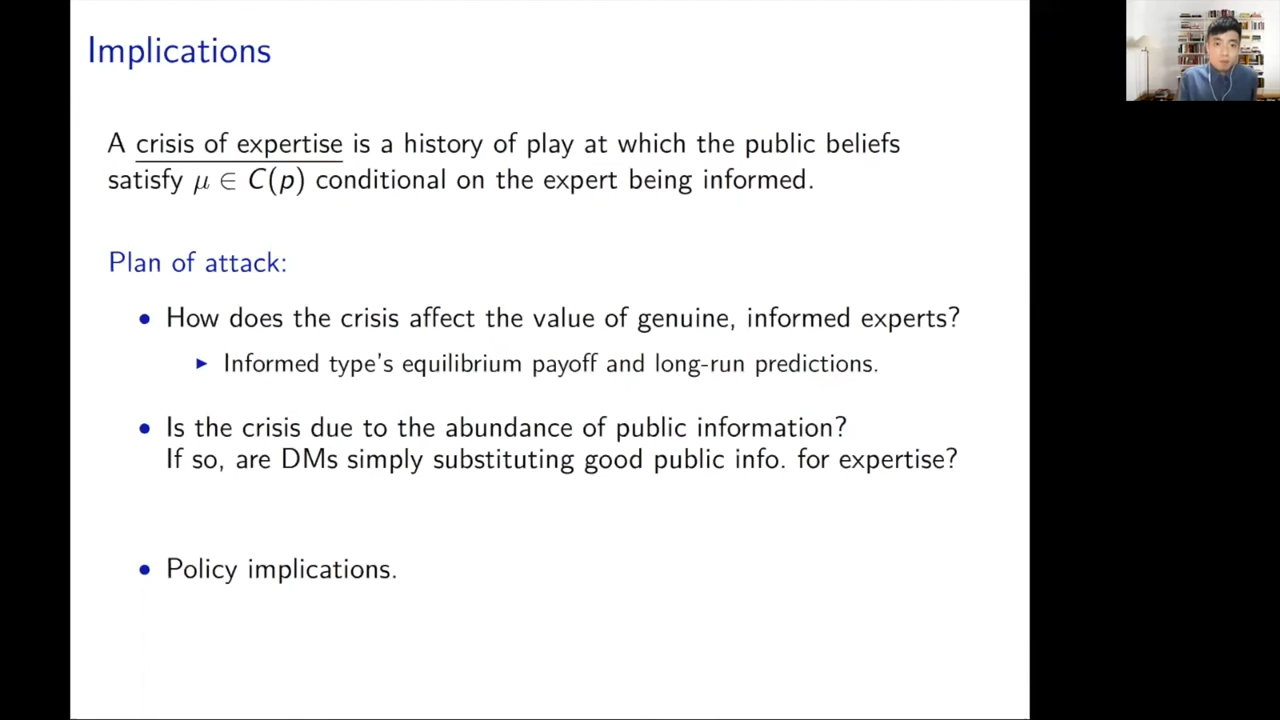 Implications
A crisis of expertise is a history of play at which the public beliefs
satisfy μ ∈ C(p) conditional on the expert being informed.
Plan of attack:
• How does the crisis affect the value of genuine, informed experts?
▶ Informed type's equilibrium payoff and long-run predictions.
• Is the crisis due to the abundance of public information?
If so, are DMs simply substituting good public info. for expertise?
• Policy implications.